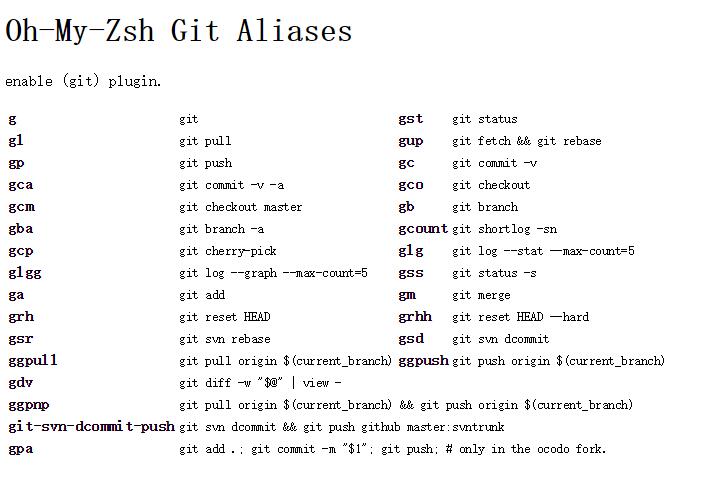 Oh-My-Zsh Git Aliases
enable (git) plugin.
g git gst git status
gl git pull gup git fetch && git rebase
gp git push gc git commit -v
gca git commit -v -a gco git checkout
gcm git checkout master gb git branch
gba git branch -a gcount git shortlog -sn
gcp git cherry-pick glg git log --stat --max-count=5
glgg git log --graph --max-count=5 gss git status -s
ga git add gm git merge
grh git reset HEAD grhh git reset HEAD --hard
gsr git svn rebase gsd git svn dcommit
ggpull git pull origin $(current_branch) ggpush git push origin $(current_branch)
gdv git diff -w "$@" | view -
ggpnp git pull origin $(current_branch) && git push origin $(current_branch)
git-svn-dcommit-push git svn dcommit && git push github master:svntrunk
gpa git add .; git commit -m "$1"; git push; # only in the ocodo fork.